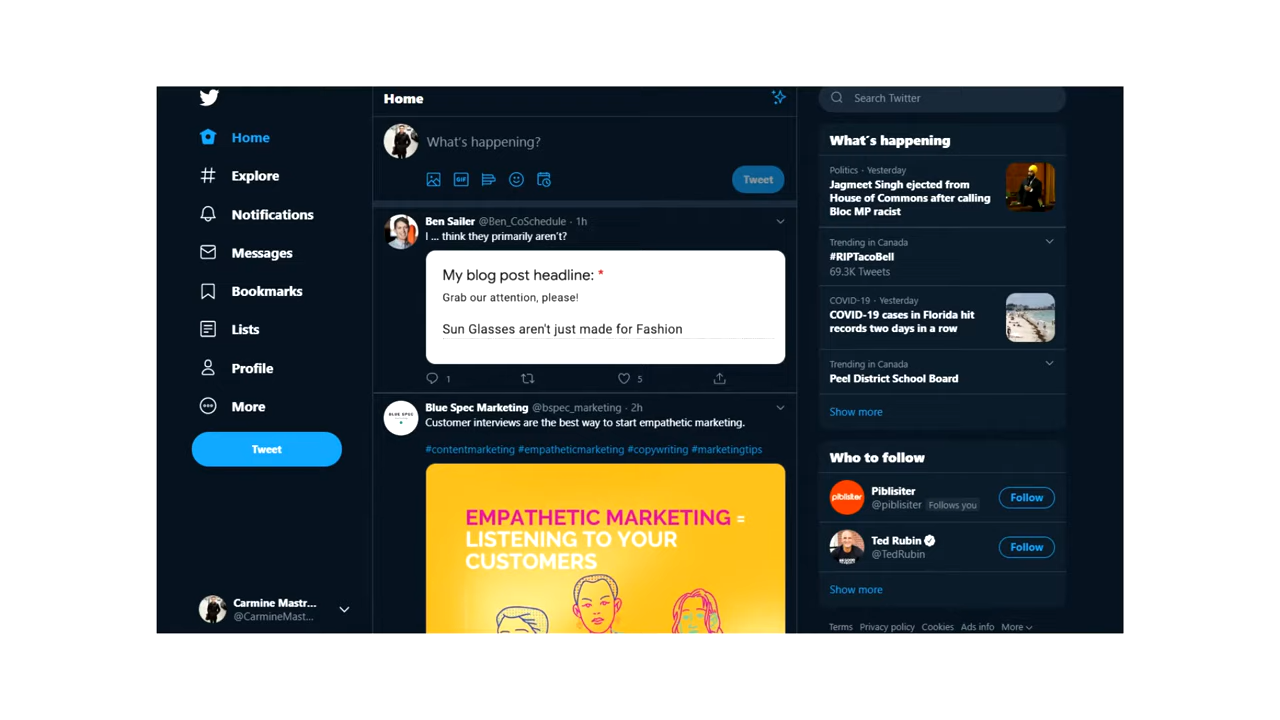 Home
Explore
Notifications
Messages
Bookmarks
Lists
Profile
More
Tweet
Carmine Mastr...
@CarmineMast...
Home
What's happening?
GIF
Tweet
Ben Sailer @Ben_CoSchedule · 1h
I ... think they primarily aren't?
My blog post headline: *
Grab our attention, please!
Sun Glasses aren't just made for Fashion
1 5
BLUE SPEC
Blue Spec Marketing @bspec_marketing · 2h
Customer interviews are the best way to start empathetic marketing.
#contentmarketing #empatheticmarketing #copywriting #marketingtips
EMPATHETIC MARKETING =
LISTENING TO YOUR
CUSTOMERS
Search Twitter
What's happening
Politics · Yesterday
Jagmeet Singh ejected from
House of Commons after calling
Bloc MP racist
Trending in Canada
#RIPTacoBell
69.3K Tweets
COVID-19 · Yesterday
COVID-19 cases in Florida hit
records two days in a row
Trending in Canada
Peel District School Board
Show more
Who to follow
piblisiter
Piblisiter
@piblisiter Follows you
Follow
Ted Rubin
@TedRubin
Follow
Show more
Terms Privacy policy Cookies Ads info More